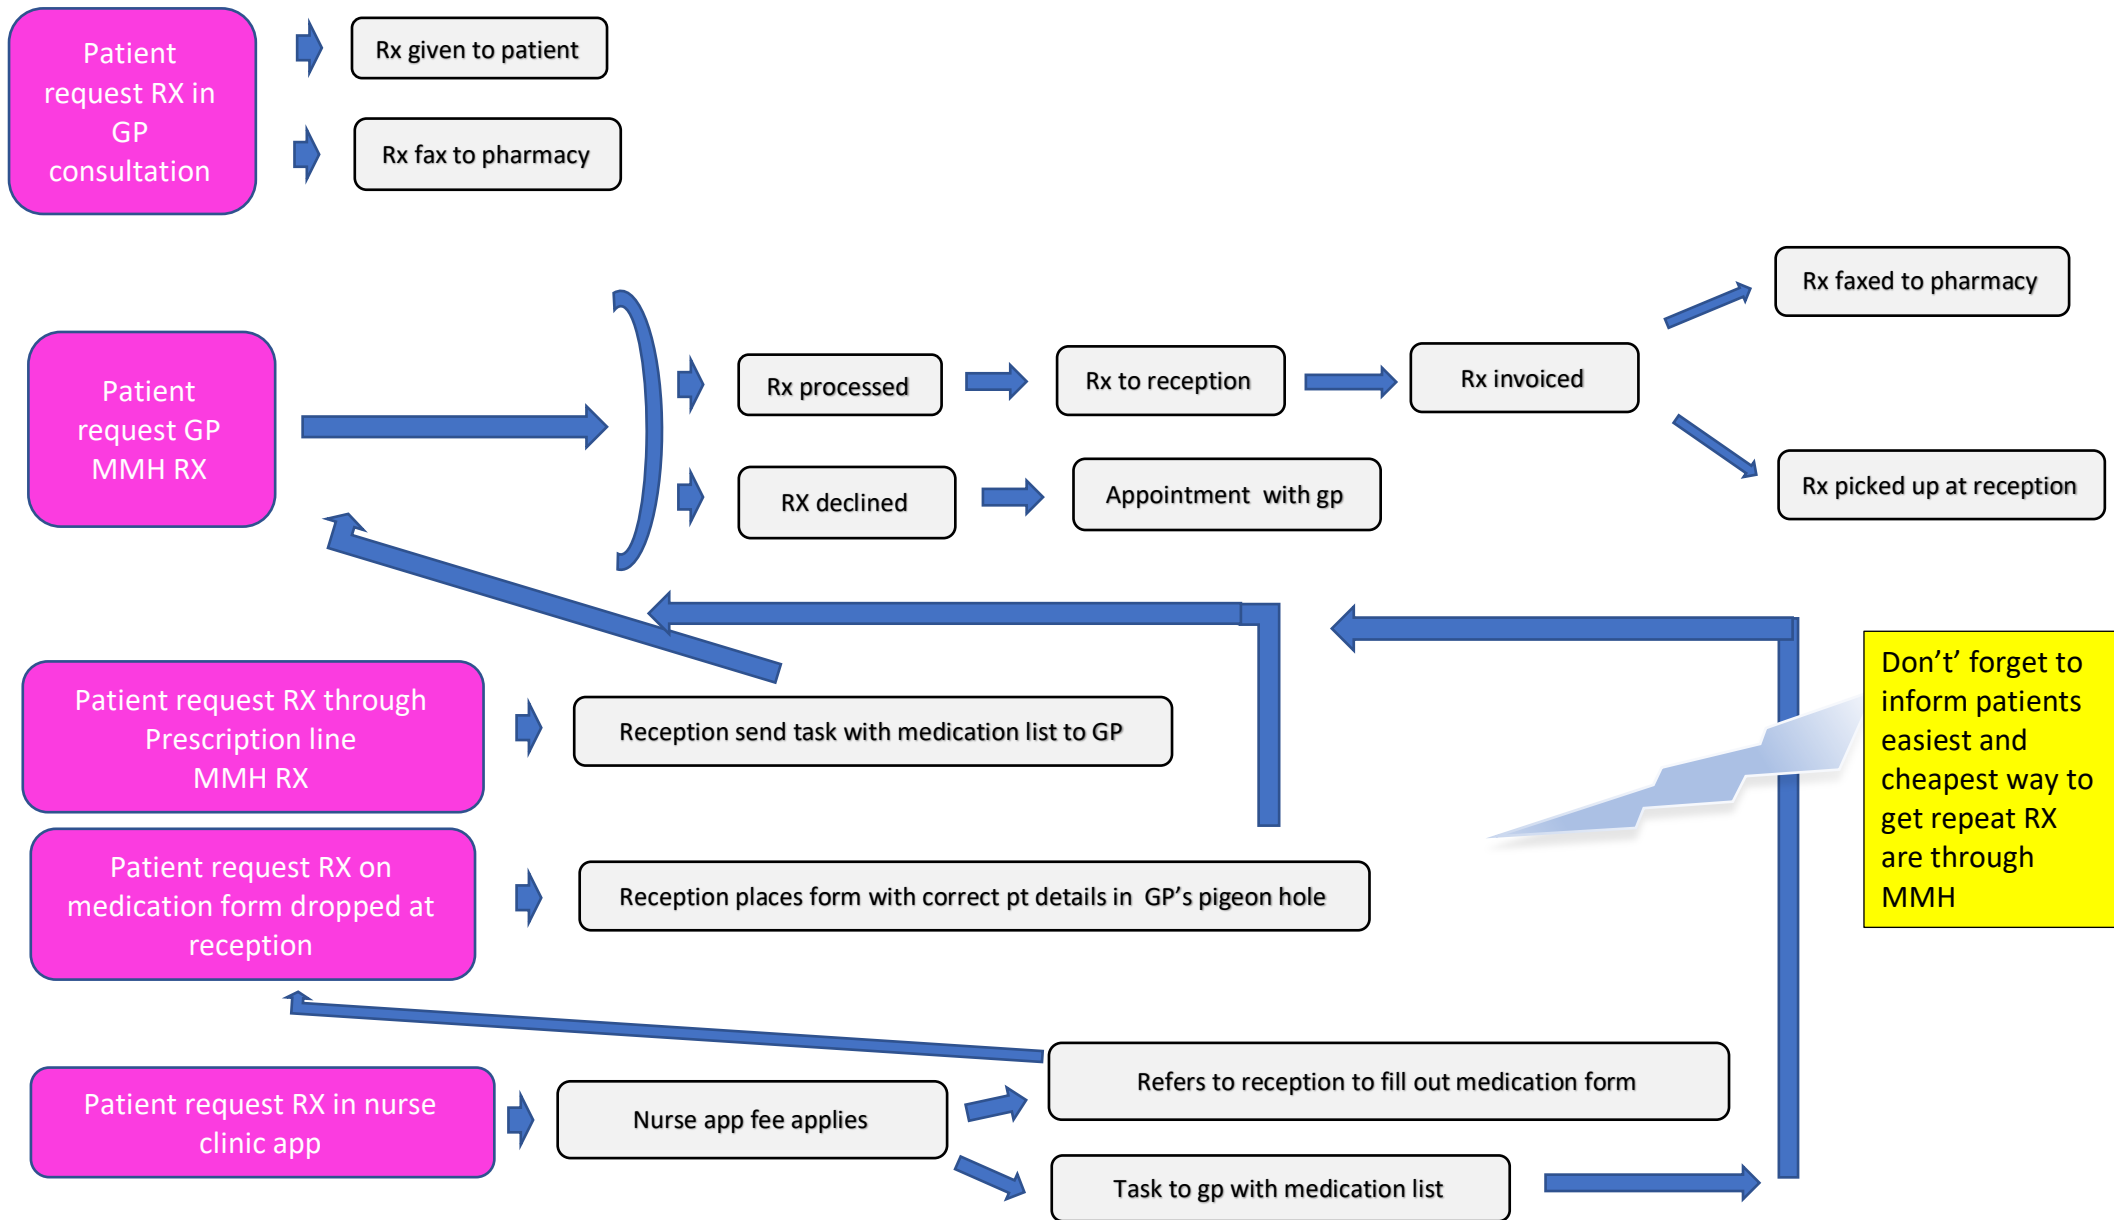 Patient
request RX in
GP
consultation
Rx given to patient
Rx fax to pharmacy
Patient
request GP
MMH RX
Rx processed
Rx to reception
Rx invoiced
Rx faxed to pharmacy
RX declined
Appointment with gp
Rx picked up at reception
Patient request RX through
Prescription line
MMH RX
Reception send task with medication list to GP
Don't' forget to
inform patients
easiest and
cheapest way to
get repeat RX
are through
MMH
Patient request RX on
medication form dropped at
reception
Reception places form with correct pt details in GP's pigeon hole
Patient request RX in nurse
clinic app
Nurse app fee applies
Refers to reception to fill out medication form
Task to gp with medication list